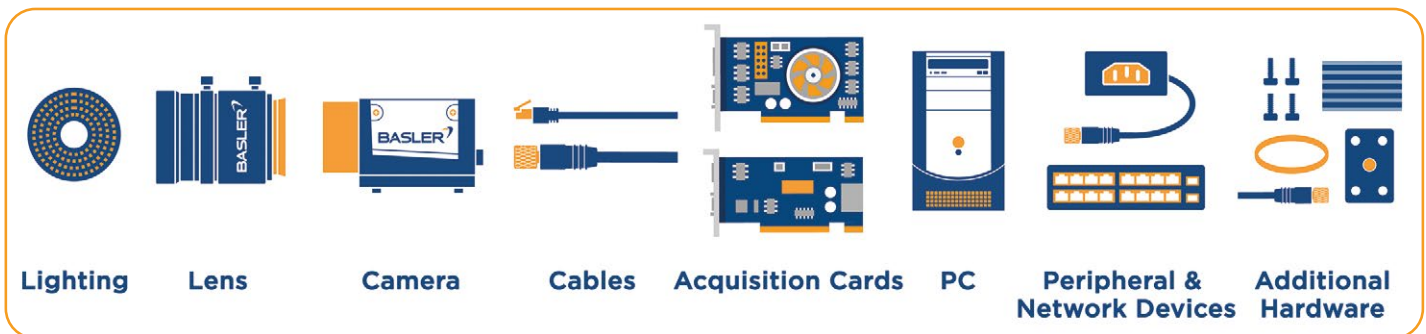 BASLER
BASLER
Lighting
Lens
Camera
Cables
Acquisition Cards
PC
Peripheral &
Network Devices
Additional
Hardware